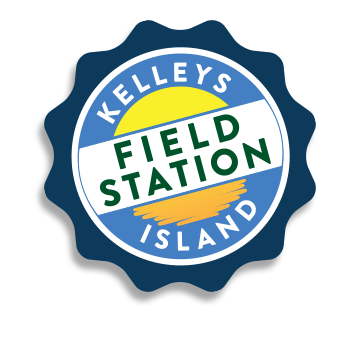 KELLEYS
FIELD
STATION
ISLAND